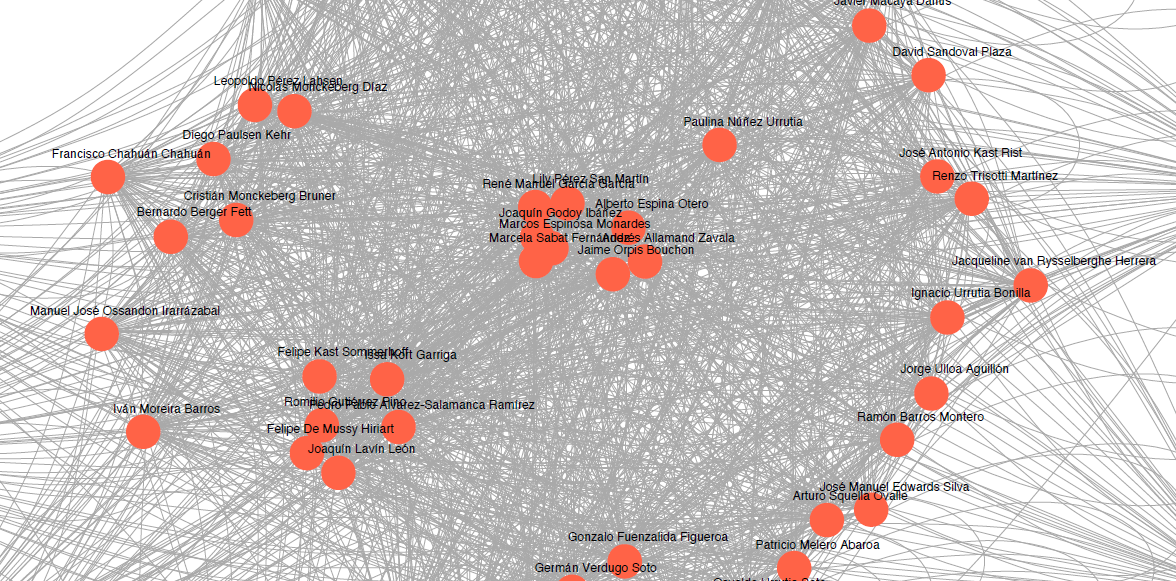 Javier Macaya Danús
David Sandoval Plaza
Leopoldo Pérez Lahsen
Nicolás Monckeberg Díaz
Paulina Núñez Urrutia
Diego Paulsen Kehr
Francisco Chahuán Chahuán
José Antonio Kast Rist
Renzo Trisotti Martínez
Lily Pérez San Martín
René Manuel García García
Cristián Monckeberg Bruner
Alberto Espina Otero
Bernardo Berger Fett
Joaquín Godoy Ibáñez
Marcos Espinosa Monardes
Marcela Sabat Fernández
Andrés Allamand Zavala
Jaime Orpis Bouchon
Jacqueline van Rysselberghe Herrera
Ignacio Urrutia Bonilla
Manuel José Ossandon Irarrázabal
Felipe Kast Sommerhoff
Issa Kort Garriga
Jorge Ulloa Aguillón
Romilio Gutiérrez Pino
Pedro Pablo Alvarez-Salamanca Ramírez
Iván Moreira Barros
Ramón Barros Montero
Felipe De Mussy Hiriart
Joaquín Lavín León
José Manuel Edwards Silva
Arturo Squella Ovalle
Gonzalo Fuenzalida Figueroa
Patricio Melero Abaroa
Germán Verdugo Soto
Osvaldo Urrutia Soto